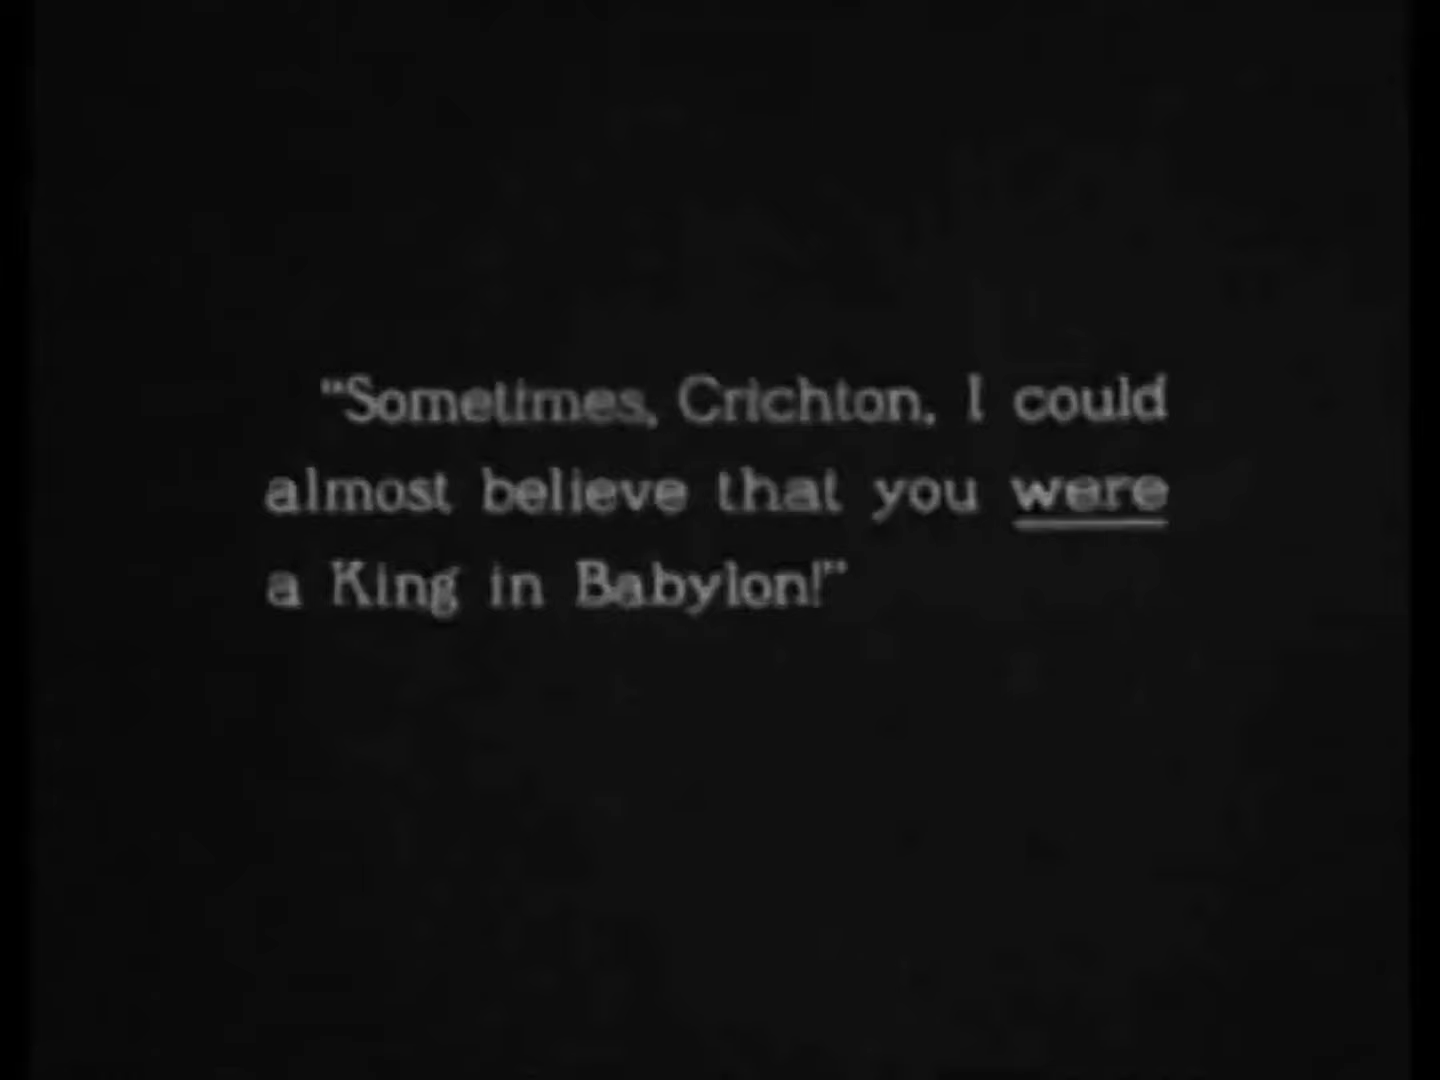 "Sometimes, Crichton, I could
almost believe that you were
a King in Babylon!"